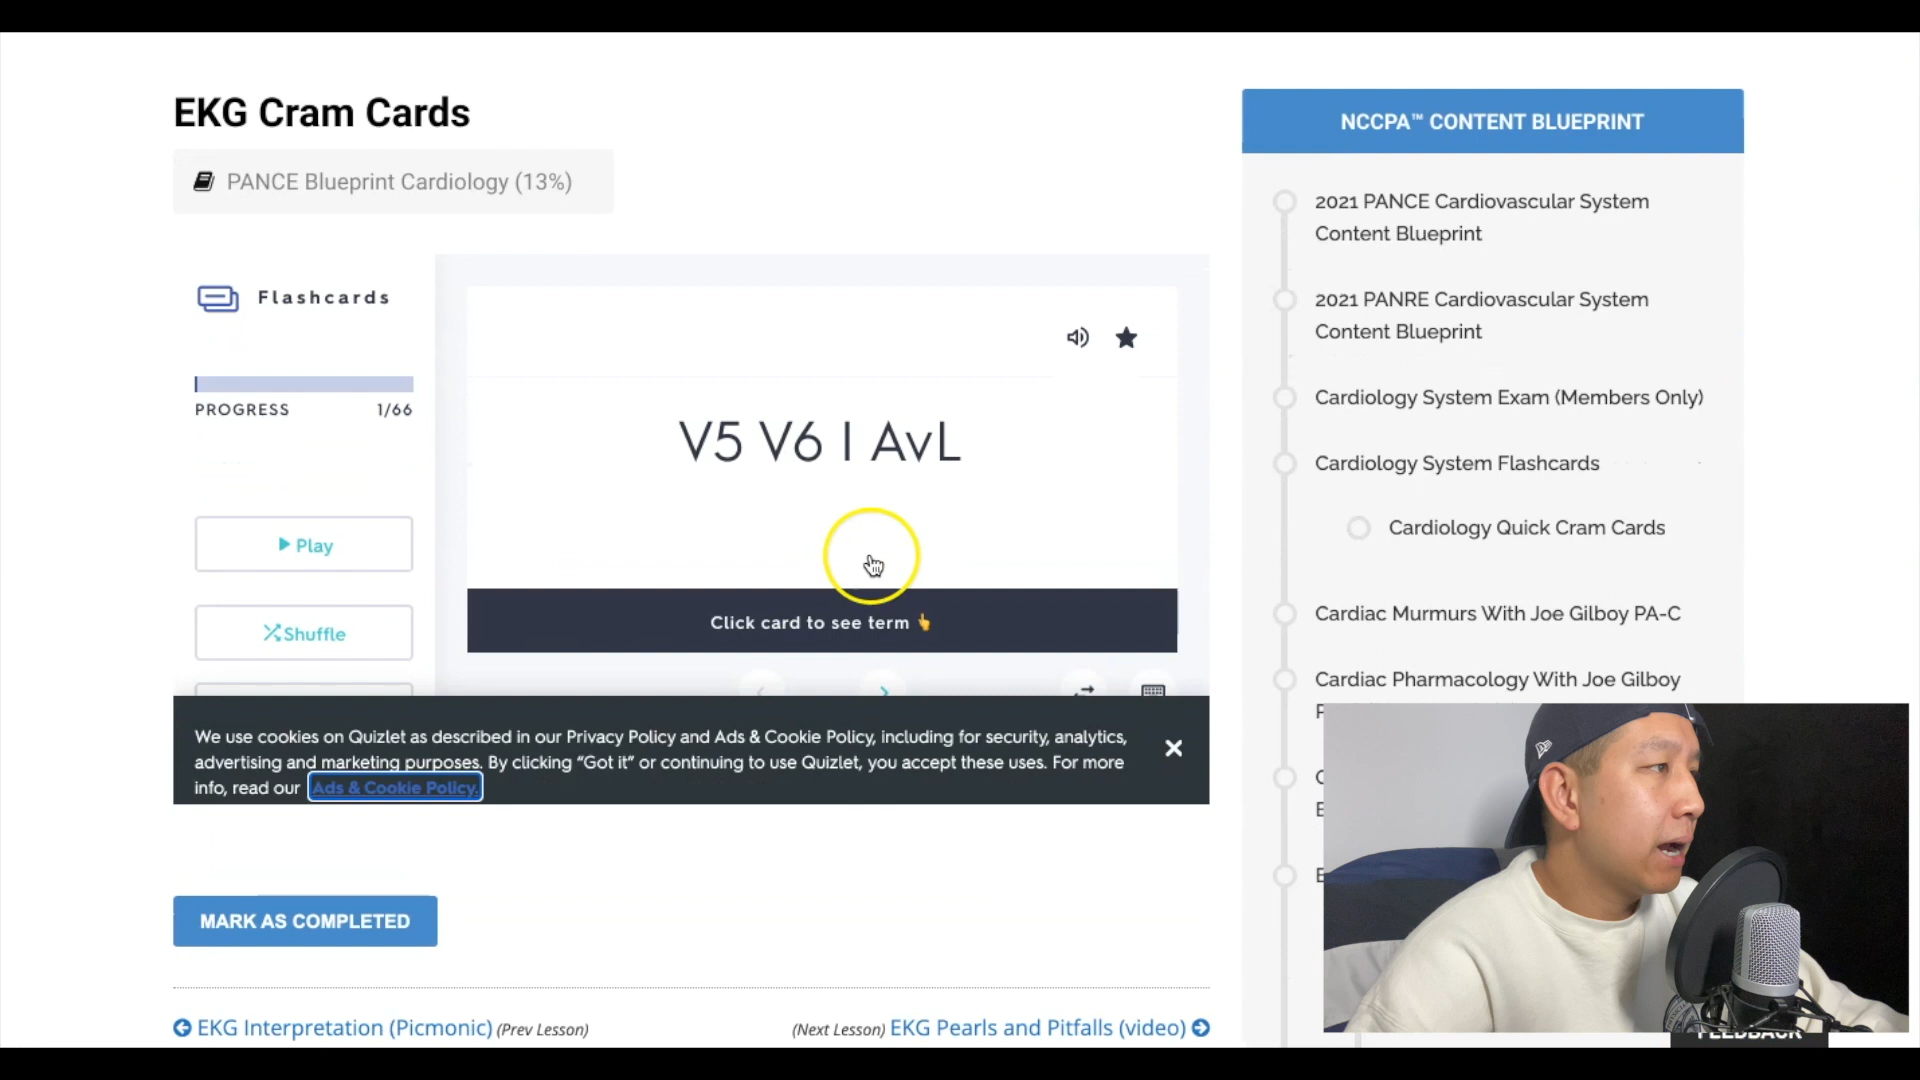 EKG Cram Cards
PANCE Blueprint Cardiology (13%)
Flashcards
PROGRESS 1/66
Play
Shuffle
V5 V6 I AvL
Click card to see term
We use cookies on Quizlet as described in our Privacy Policy and Ads & Cookie Policy, including for security, analytics,
advertising and marketing purposes. By clicking “Got it” or continuing to use Quizlet, you accept these uses. For more
info, read our Ads & Cookie Policy.
MARK AS COMPLETED
EKG Interpretation (Picmonic) (Prev Lesson)
(Next Lesson) EKG Pearls and Pitfalls (video)
NCCPA™ CONTENT BLUEPRINT
2021 PANCE Cardiovascular System
Content Blueprint
2021 PANRE Cardiovascular System
Content Blueprint
Cardiology System Exam (Members Only)
Cardiology System Flashcards
Cardiology Quick Cram Cards
Cardiac Murmurs With Joe Gilboy PA-C
Cardiac Pharmacology With Joe Gilboy
FEEDBACK